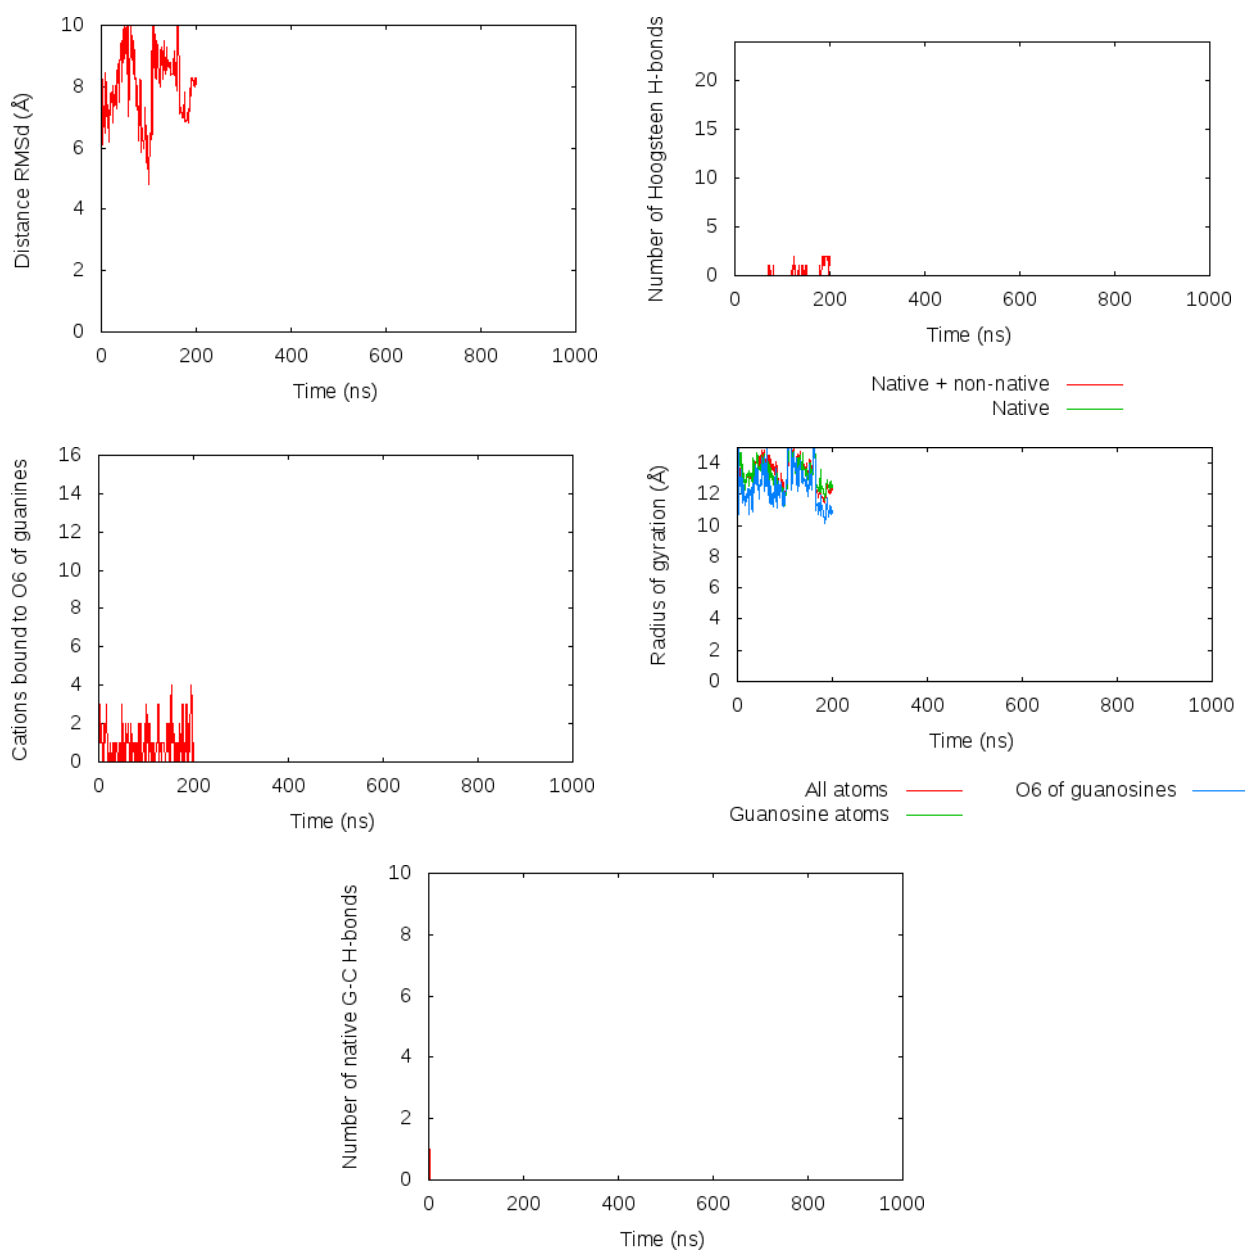 Distance RMSd (Å)
10
8
6
4
2
0
0 200 400 600 800 1000
Time (ns)
Number of Hoogsteen H-bonds
20
15
10
5
0
0 200 400 600 800 1000
Time (ns)
Native + non-native
Native
Cations bound to O6 of guanines
16
14
12
10
8
6
4
2
0
0 200 400 600 800 1000
Time (ns)
Radius of gyration (Å)
14
12
10
8
6
4
2
0
0 200 400 600 800 1000
Time (ns)
All atoms
Guanosine atoms
O6 of guanosines
Number of native G-C H-bonds
10
8
6
4
2
0
0 200 400 600 800 1000
Time (ns)